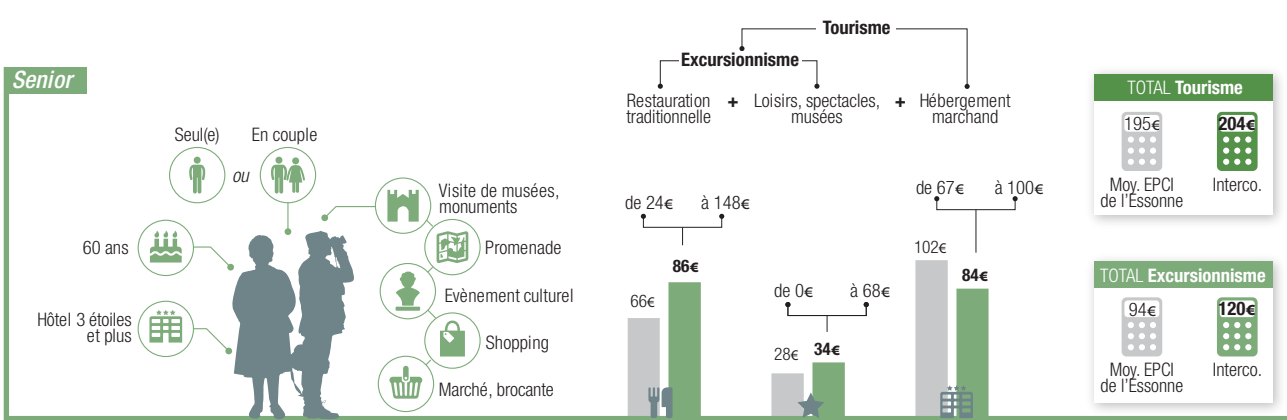 Senior
Seul(e)
ou
En couple
60 ans
Hôtel 3 étoiles
et plus
Visite de musées,
monuments
Promenade
Evènement culturel
Shopping
Marché, brocante
Tourisme
Excursionnisme
Restauration
traditionnelle
+
Loisirs, spectacles,
musées
+
Hébergement
marchand
de 24€ à 148€
66€
86€
de 0€ à 68€
28€
34€
de 67€ à 100€
102€
84€
TOTAL Tourisme
195€
204€
Moy. EPCI
de l'Essonne
Interco.
TOTAL Excursionnisme
94€
120€
Moy. EPCI
de l'Essonne
Interco.